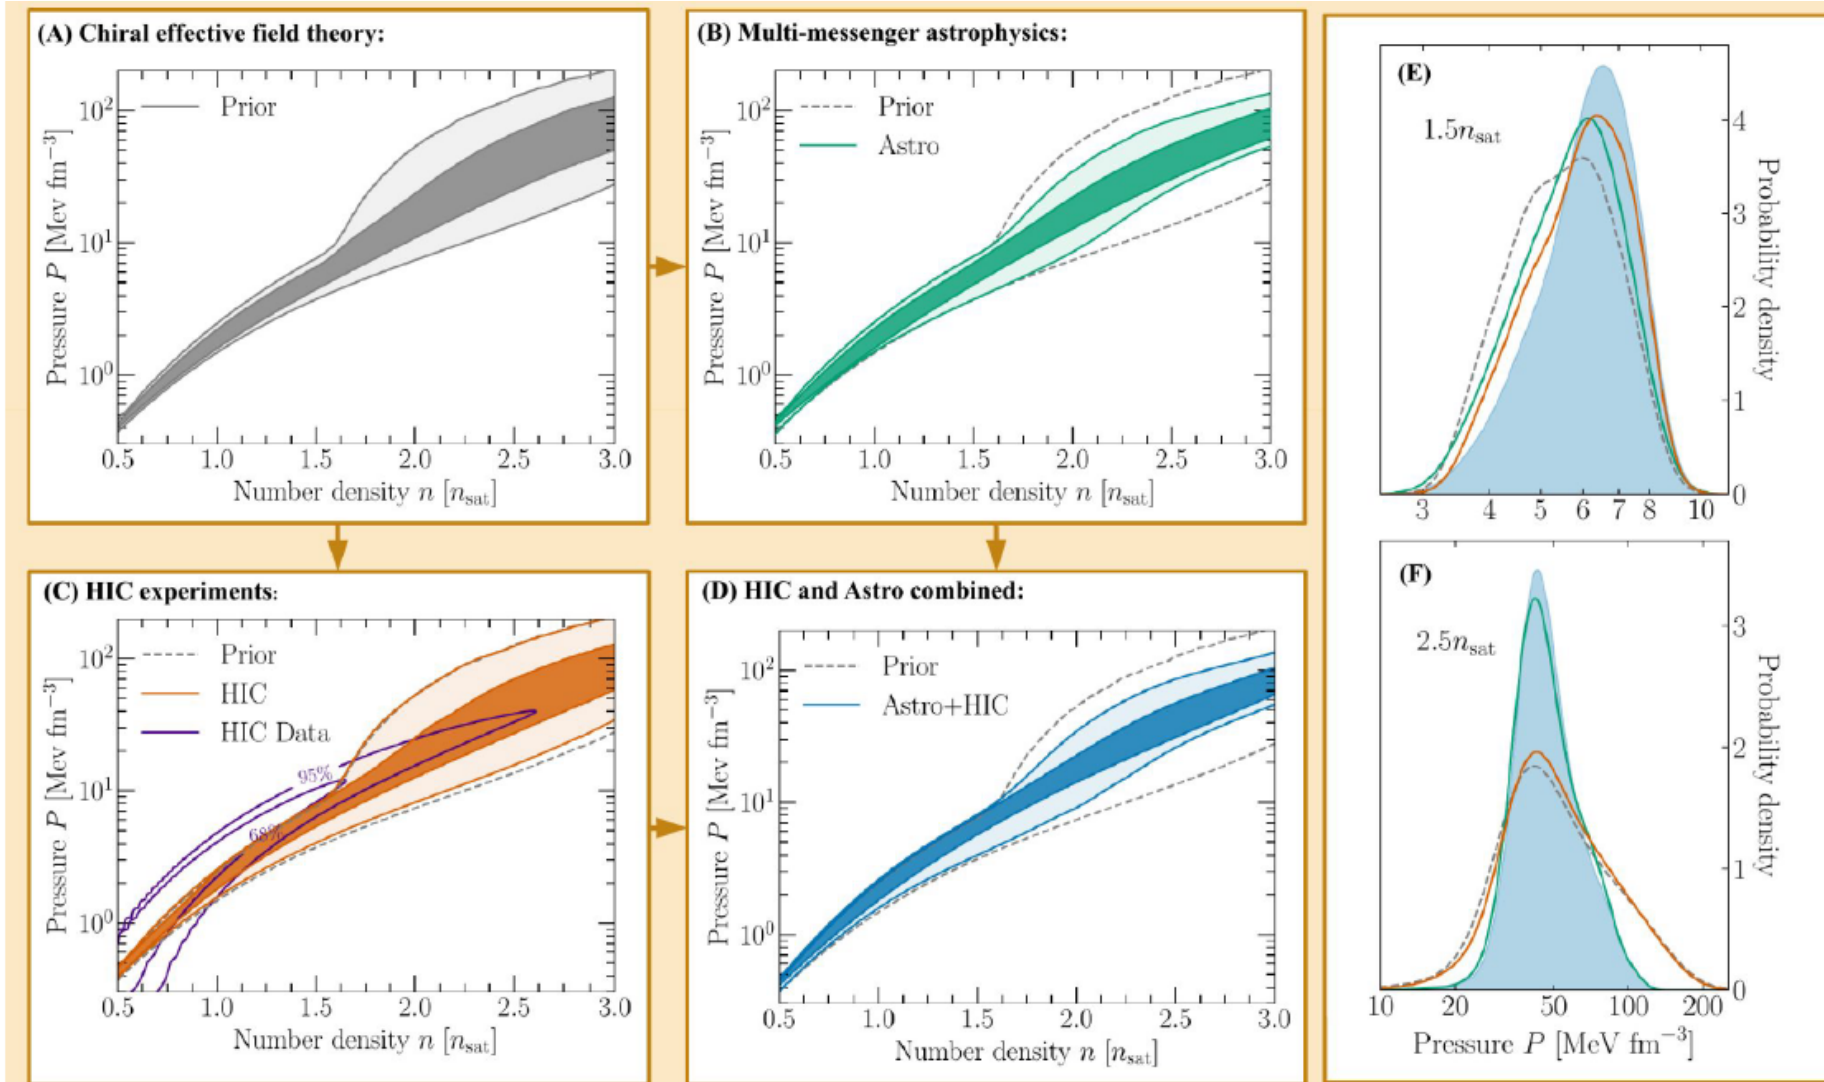 (A) Chiral effective field theory:
Prior
10²
10¹
10⁰
Pressure P [Mev fm⁻³]
0.5 1.0 1.5 2.0 2.5 3.0
Number density n [n_sat]
(B) Multi-messenger astrophysics:
Prior
Astro
10²
10¹
10⁰
Pressure P [Mev fm⁻³]
0.5 1.0 1.5 2.0 2.5 3.0
Number density n [n_sat]
(C) HIC experiments:
Prior
HIC
HIC Data
95%
68%
10²
10¹
10⁰
Pressure P [Mev fm⁻³]
0.5 1.0 1.5 2.0 2.5 3.0
Number density n [n_sat]
(D) HIC and Astro combined:
Prior
Astro+HIC
10²
10¹
10⁰
Pressure P [Mev fm⁻³]
0.5 1.0 1.5 2.0 2.5 3.0
Number density n [n_sat]
(E)
1.5n_sat
4
3
2
1
0
Probability density
3 4 5 6 7 8 10
(F)
2.5n_sat
3
2
1
0
Probability density
10 20 50 100 200
Pressure P [MeV fm⁻³]